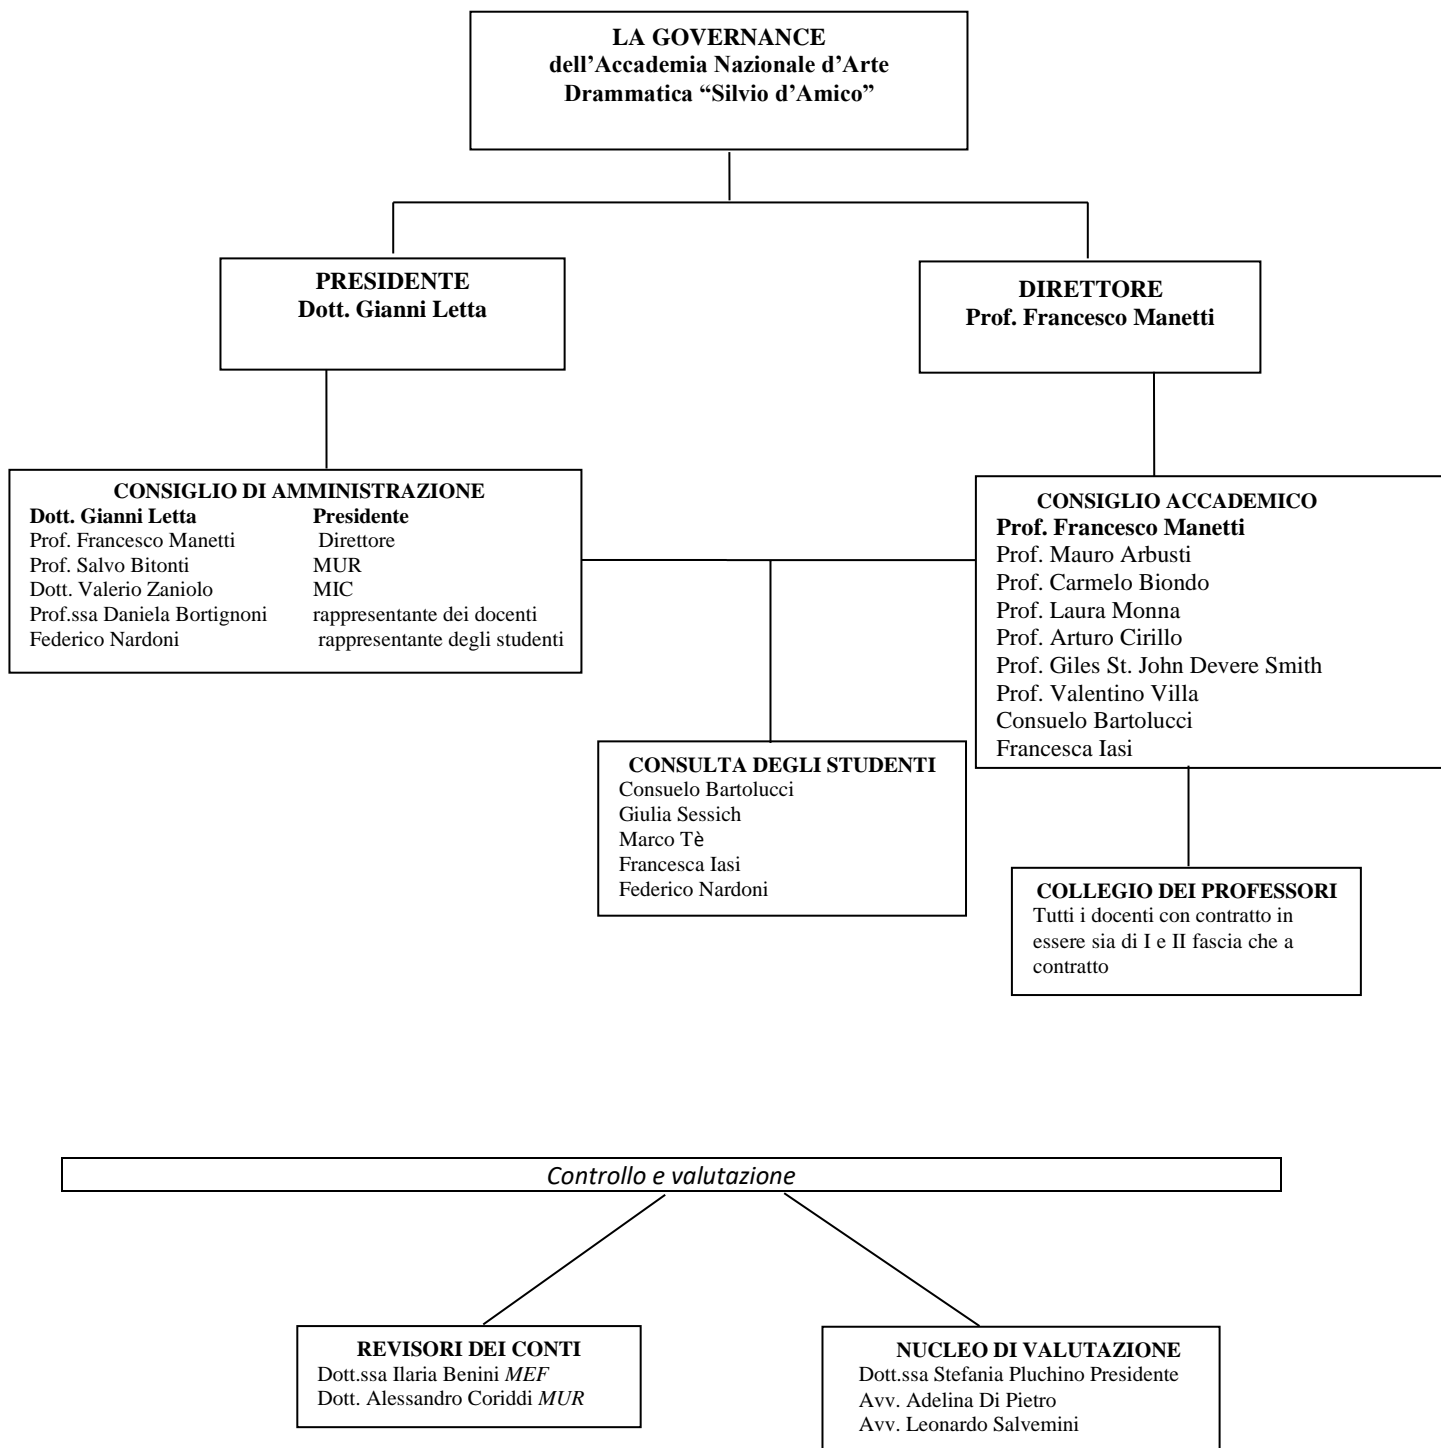 LA GOVERNANCE
dell’Accademia Nazionale d’Arte
Drammatica “Silvio d’Amico”
PRESIDENTE
Dott. Gianni Letta
DIRETTORE
Prof. Francesco Manetti
CONSIGLIO DI AMMINISTRAZIONE
Dott. Gianni Letta Presidente
Prof. Francesco Manetti Direttore
Prof. Salvo Bitonti MUR
Dott. Valerio Zaniolo MIC
Prof.ssa Daniela Bortignoni rappresentante dei docenti
Federico Nardoni rappresentante degli studenti
CONSIGLIO ACCADEMICO
Prof. Francesco Manetti
Prof. Mauro Arbusti
Prof. Carmelo Biondo
Prof. Laura Monna
Prof. Arturo Cirillo
Prof. Giles St. John Devere Smith
Prof. Valentino Villa
Consuelo Bartolucci
Francesca Iasi
CONSULTA DEGLI STUDENTI
Consuelo Bartolucci
Giulia Sessich
Marco Tè
Francesca Iasi
Federico Nardoni
COLLEGIO DEI PROFESSORI
Tutti i docenti con contratto in
essere sia di I e II fascia che a
contratto
Controllo e valutazione
REVISORI DEI CONTI
Dott.ssa Ilaria Benini MEF
Dott. Alessandro Coriddi MUR
NUCLEO DI VALUTAZIONE
Dott.ssa Stefania Pluchino Presidente
Avv. Adelina Di Pietro
Avv. Leonardo Salvemini